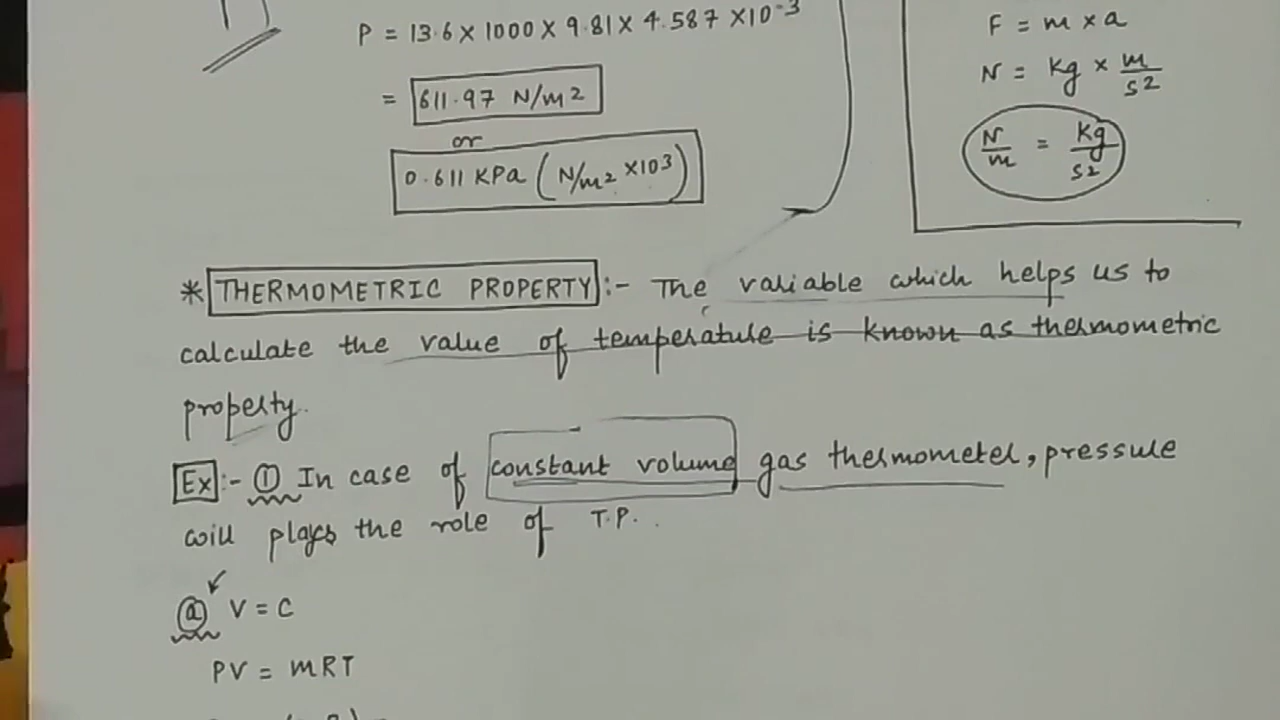 P = 13.6 × 1000 × 9.81 × 4.587 × 10-3
= 611.97 N/m2
or
0.611 KPa (N/m2 × 103)
F = m × a
N = kg × m/s2
N/m = kg/s2
* THERMOMETRIC PROPERTY :- The variable which helps us to
calculate the value of temperature is known as thermometric
property.
Ex :- ① In case of constant volume gas thermometer, pressure
will plays the role of T.P.
ⓐ V = C
PV = mRT